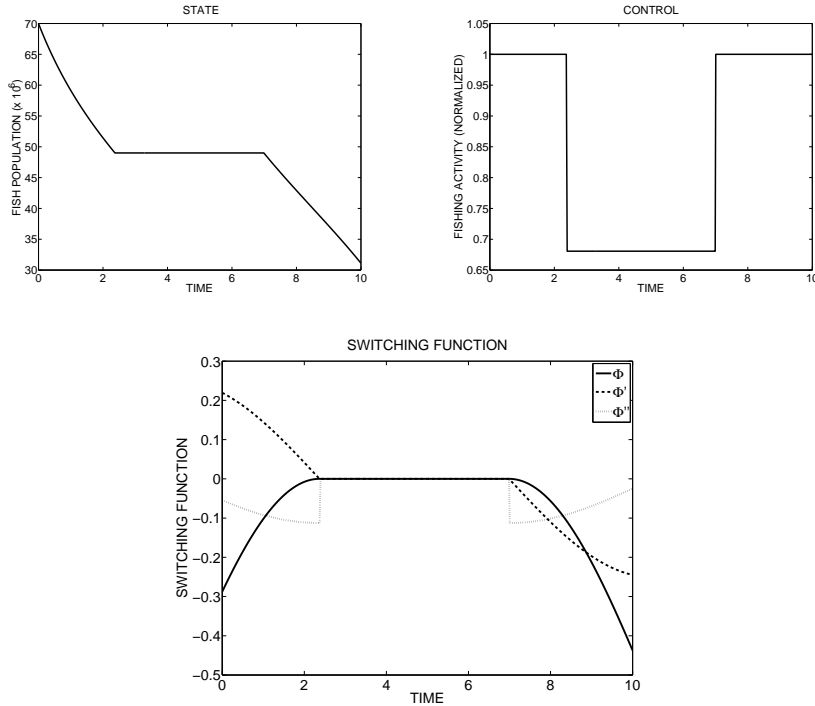 STATE
FISH POPULATION (x 10^6)
70
65
60
55
50
45
40
35
30
0 2 4 6 8 10
TIME
CONTROL
FISHING ACTIVITY (NORMALIZED)
1.05
1
0.95
0.9
0.85
0.8
0.75
0.7
0.65
0 2 4 6 8 10
TIME
SWITCHING FUNCTION
SWITCHING FUNCTION
0.3
0.2
0.1
0
−0.1
−0.2
−0.3
−0.4
−0.5
0 2 4 6 8 10
TIME
Φ
Φ'
Φ''